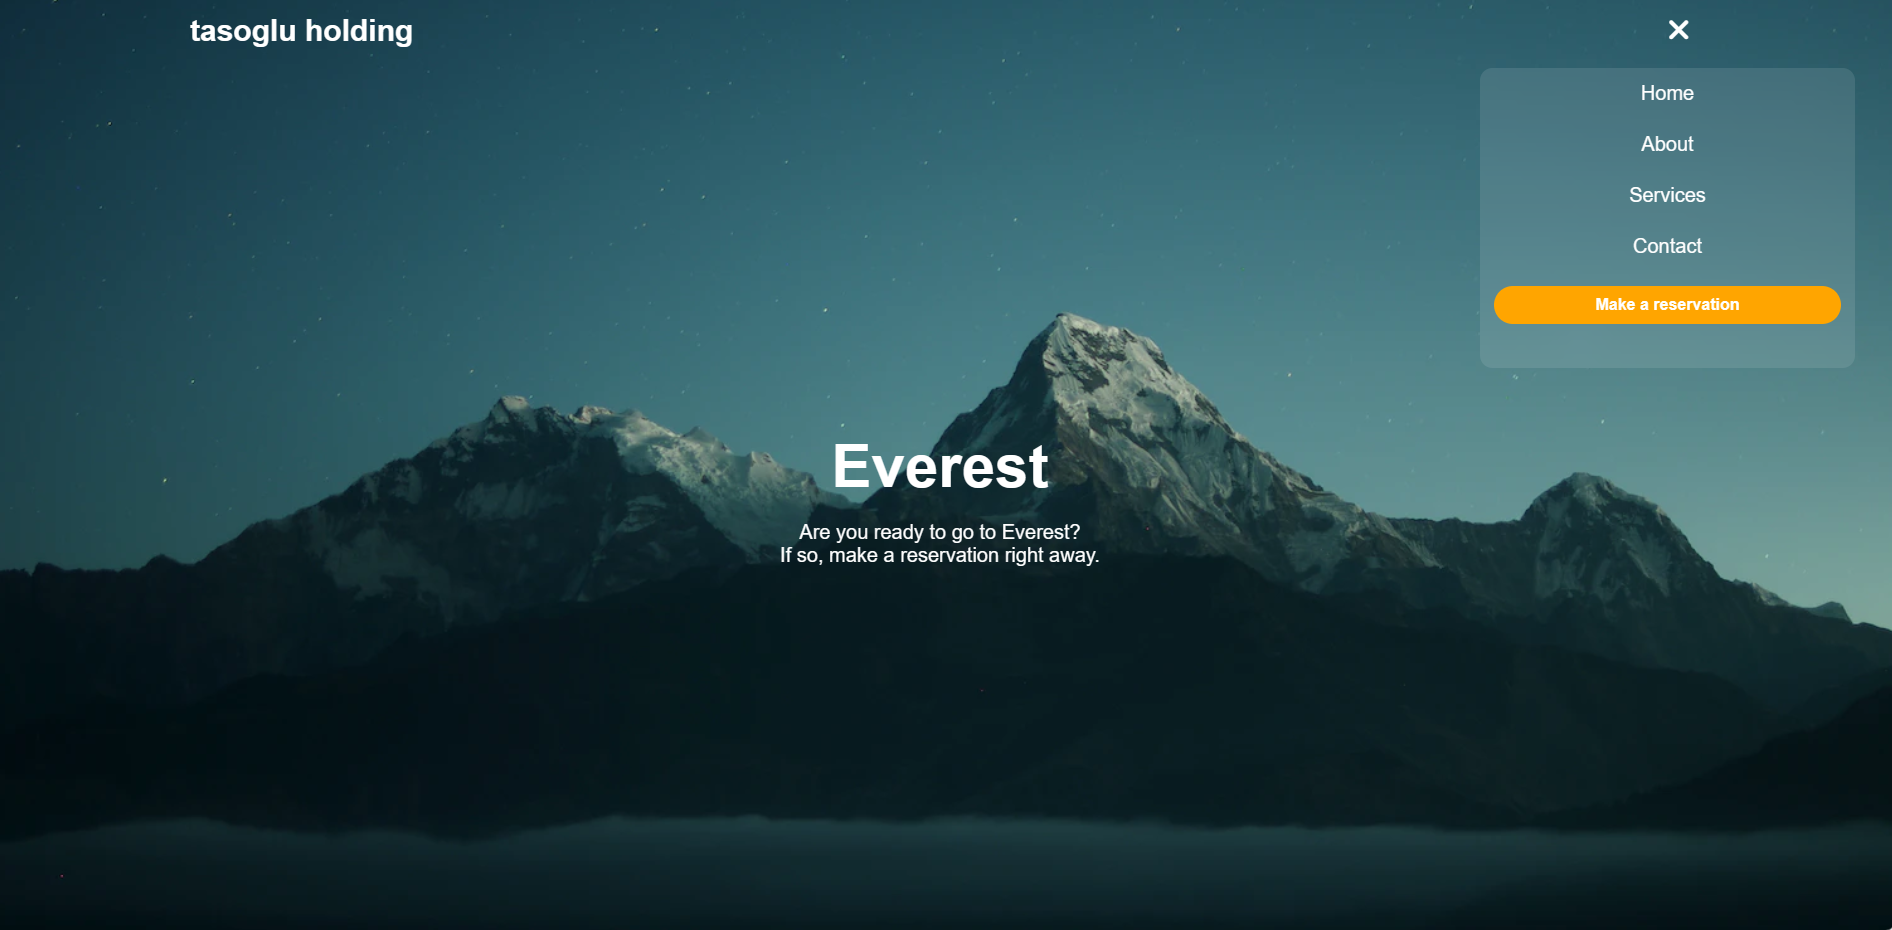 tasoglu holding
Home
About
Services
Contact
Make a reservation
Everest
Are you ready to go to Everest?
If so, make a reservation right away.